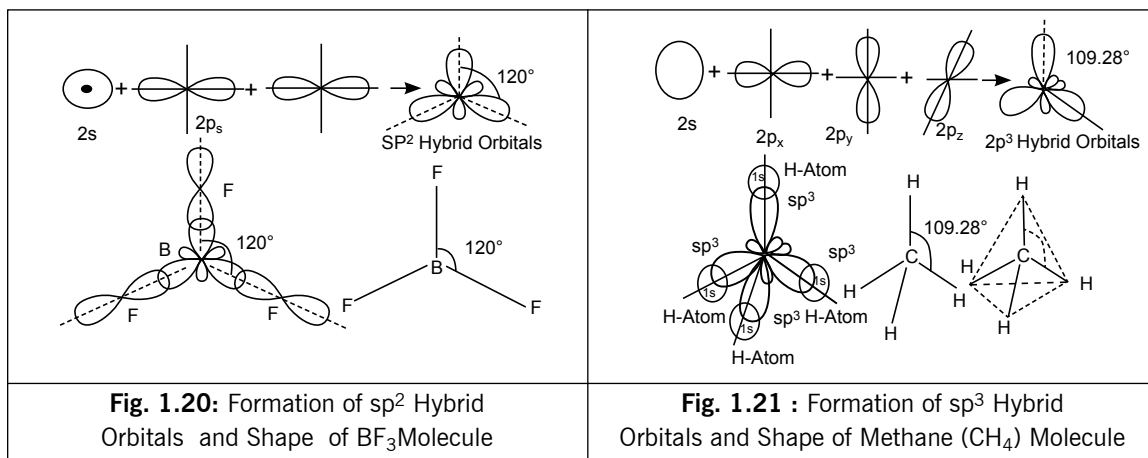 2s + 2pₛ + → 120°
SP² Hybrid Orbitals
F
B 120°
F F
F
120°
B
F F
Fig. 1.20: Formation of sp² Hybrid
Orbitals and Shape of BF₃Molecule
2s + 2pₓ + 2p_y + 2p_z → 109.28°
2p³ Hybrid Orbitals
1s H-Atom
sp³
sp³ sp³
1s 1s
H-Atom 1s sp³ H-Atom
H-Atom
H
109.28°
C
H H
H
H
C
H H
H
Fig. 1.21 : Formation of sp³ Hybrid
Orbitals and Shape of Methane (CH₄) Molecule